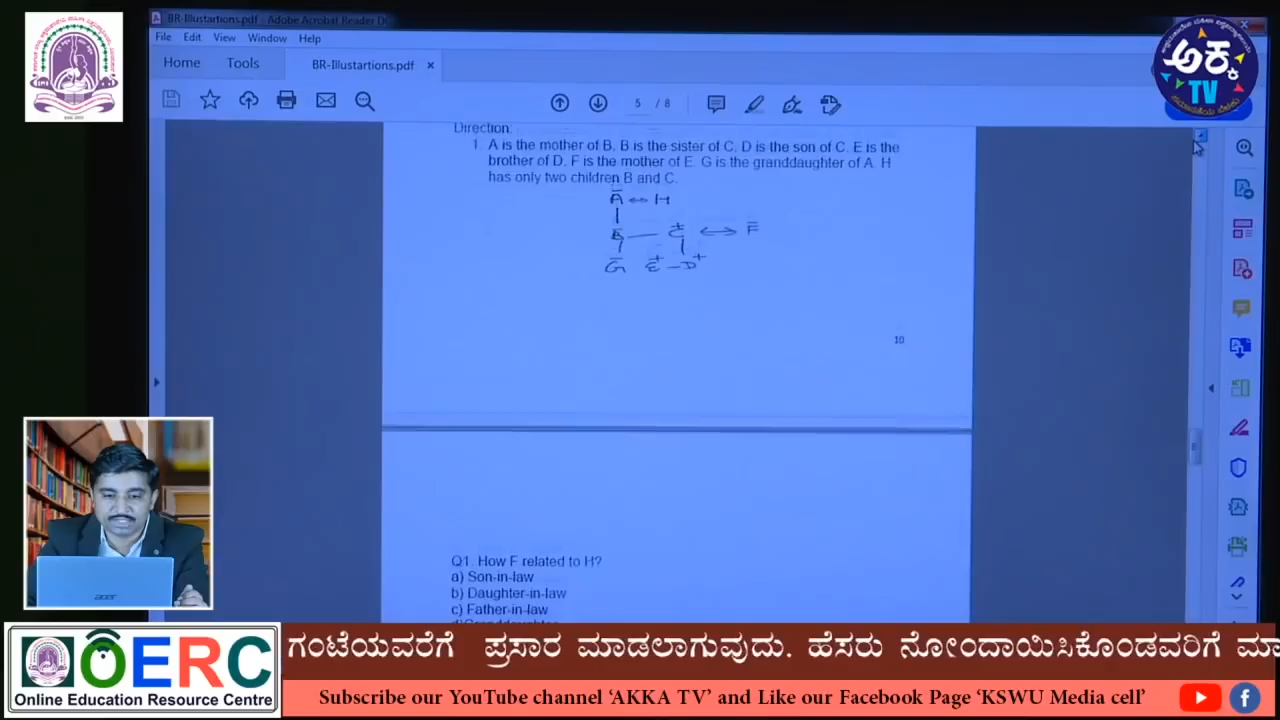 BR-Illustartions.pdf - Adobe Acrobat Reader D
File Edit View Window Help
Home Tools BR-Illustartions.pdf ×
5 / 8
ಅಕ್ಕ
TV
Direction:
1. A is the mother of B. B is the sister of C. D is the son of C. E is the
brother of D. F is the mother of E. G is the granddaughter of A. H
has only two children B and C.
A ↔ H
B — C ↔ F
G E – D
10
Q1. How F related to H?
a) Son-in-law
b) Daughter-in-law
c) Father-in-law
acer
OERC
Online Education Resource Centre
ಗಂಟೆಯವರೆಗೆ ಪ್ರಸಾರ ಮಾಡಲಾಗುವುದು. ಹೆಸರು ನೋಂದಾಯಿಸಿಕೊಂಡವರಿಗೆ ಮಾ
Subscribe our YouTube channel ‘AKKA TV’ and Like our Facebook Page ‘KSWU Media cell’